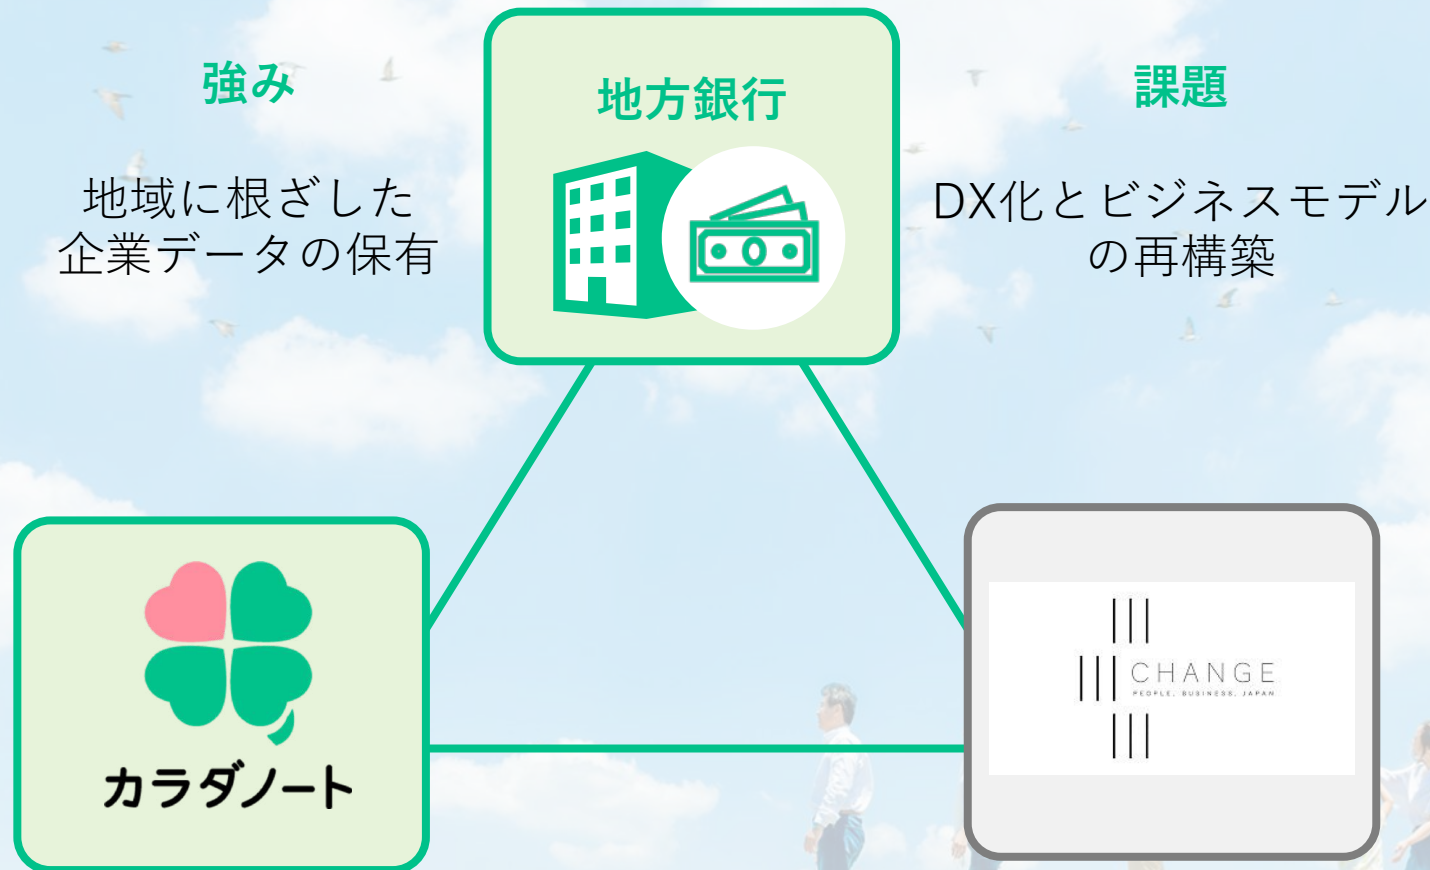 強み
地方銀行
課題
地域に根ざした
企業データの保有
DX化とビジネスモデル
の再構築
カラダノート
CHANGE
PEOPLE, BUSINESS, JAPAN